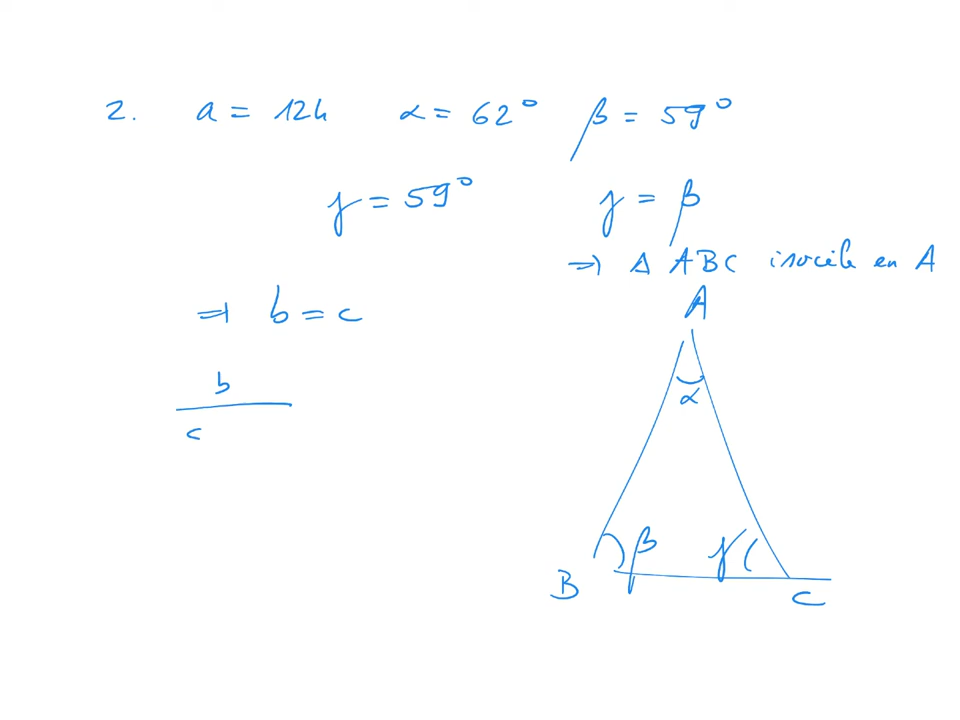 2. a = 124 α = 62° β = 59°
γ = 59° γ = β
⇒ Δ ABC isocèle en A
⇒ b = c
A
b
α
c
β γ
B C